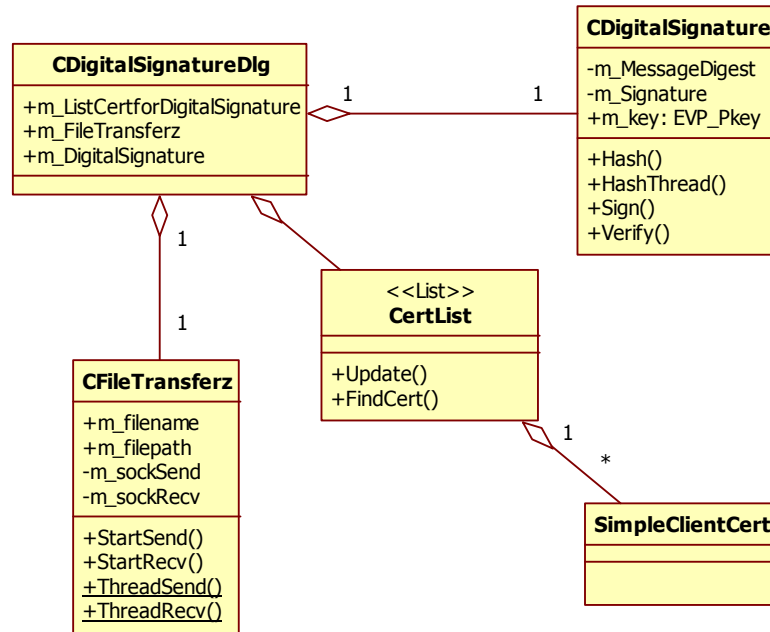 CDigitalSignatureDlg
+m_ListCertforDigitalSignature
+m_FileTransferz
+m_DigitalSignature
1
1
CDigitalSignature
-m_MessageDigest
-m_Signature
+m_key: EVP_Pkey
+Hash()
+HashThread()
+Sign()
+Verify()
1
1
<<List>>
CertList
+Update()
+FindCert()
1
*
CFileTransferz
+m_filename
+m_filepath
-m_sockSend
-m_sockRecv
+StartSend()
+StartRecv()
+ThreadSend()
+ThreadRecv()
SimpleClientCert